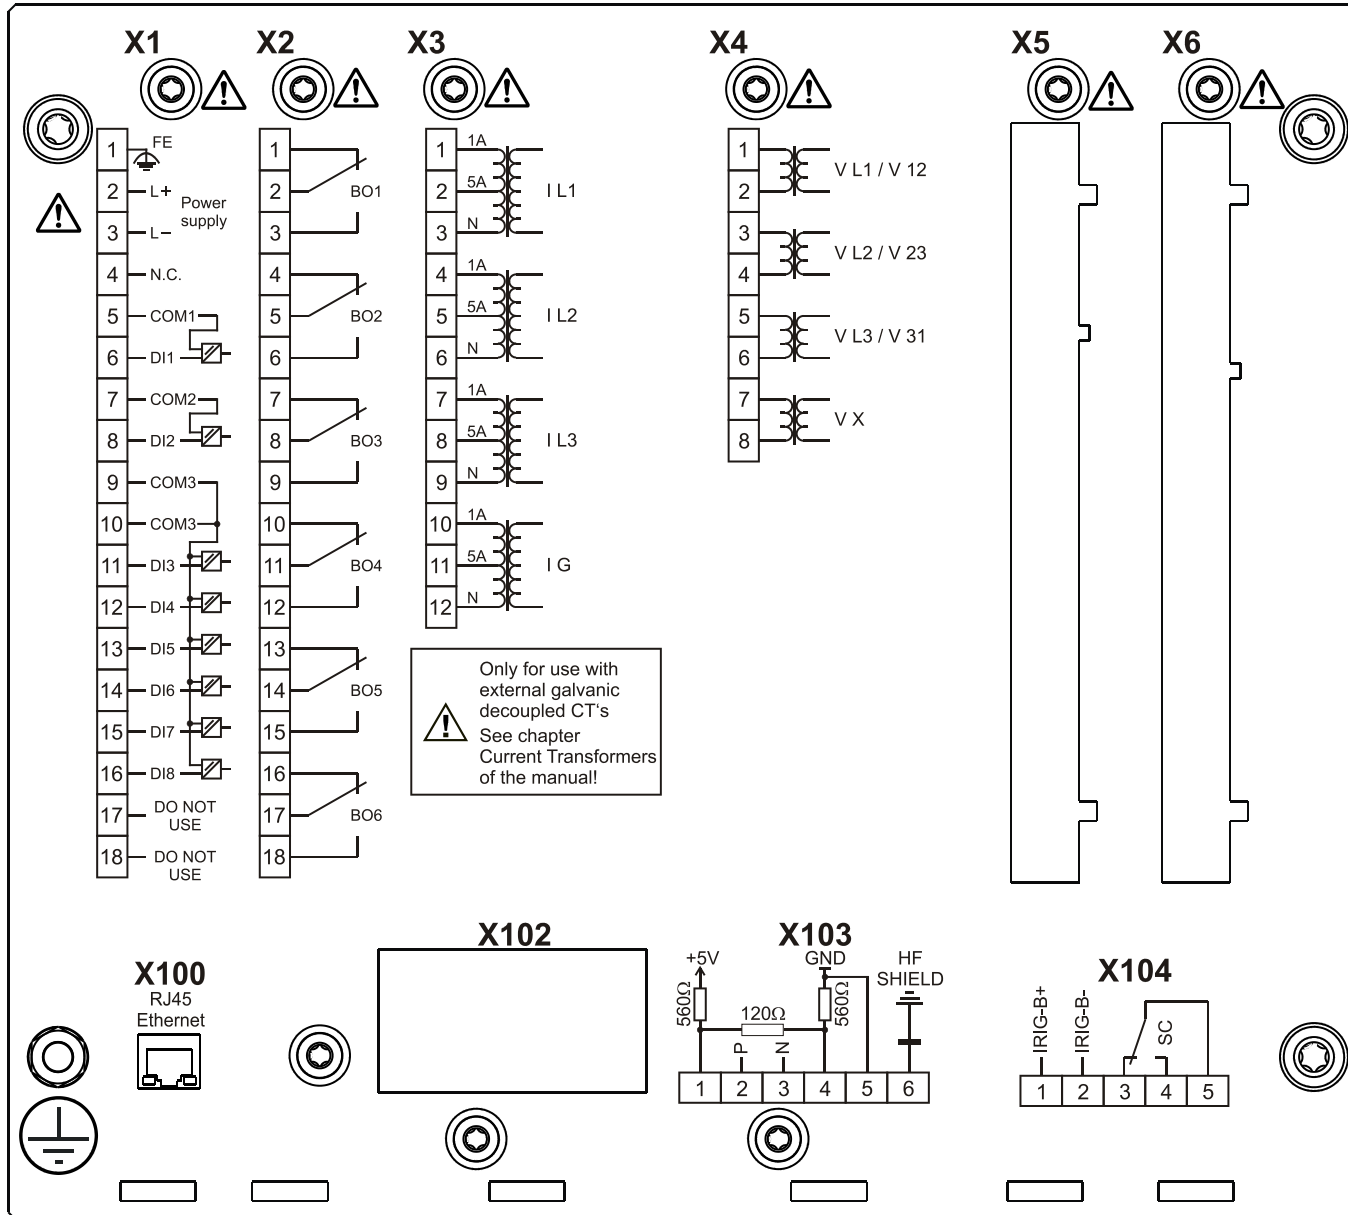 X1
X2
X3
X4
X5
X6
1 FE
2 L+
Power
supply
3 L−
4 N.C.
5 COM1
6 DI1
7 COM2
8 DI2
9 COM3
10 COM3
11 DI3
12 DI4
13 DI5
14 DI6
15 DI7
16 DI8
17 DO NOT
USE
18 DO NOT
USE
1
2 BO1
3
4
5 BO2
6
7
8 BO3
9
10
11 BO4
12
13
14 BO5
15
16
17 BO6
18
1 1A
2 5A I L1
3 N
4 1A
5 5A I L2
6 N
7 1A
8 5A I L3
9 N
10 1A
11 5A I G
12 N
Only for use with
external galvanic
decoupled CT‘s
See chapter
Current Transformers
of the manual!
1
V L1 / V 12
2
3
V L2 / V 23
4
5
V L3 / V 31
6
7
V X
8
X100
RJ45
Ethernet
X102
X103
+5V
GND
HF
SHIELD
560Ω
120Ω
560Ω
P
N
1 2 3 4 5 6
X104
IRIG-B+
IRIG-B-
SC
1 2 3 4 5